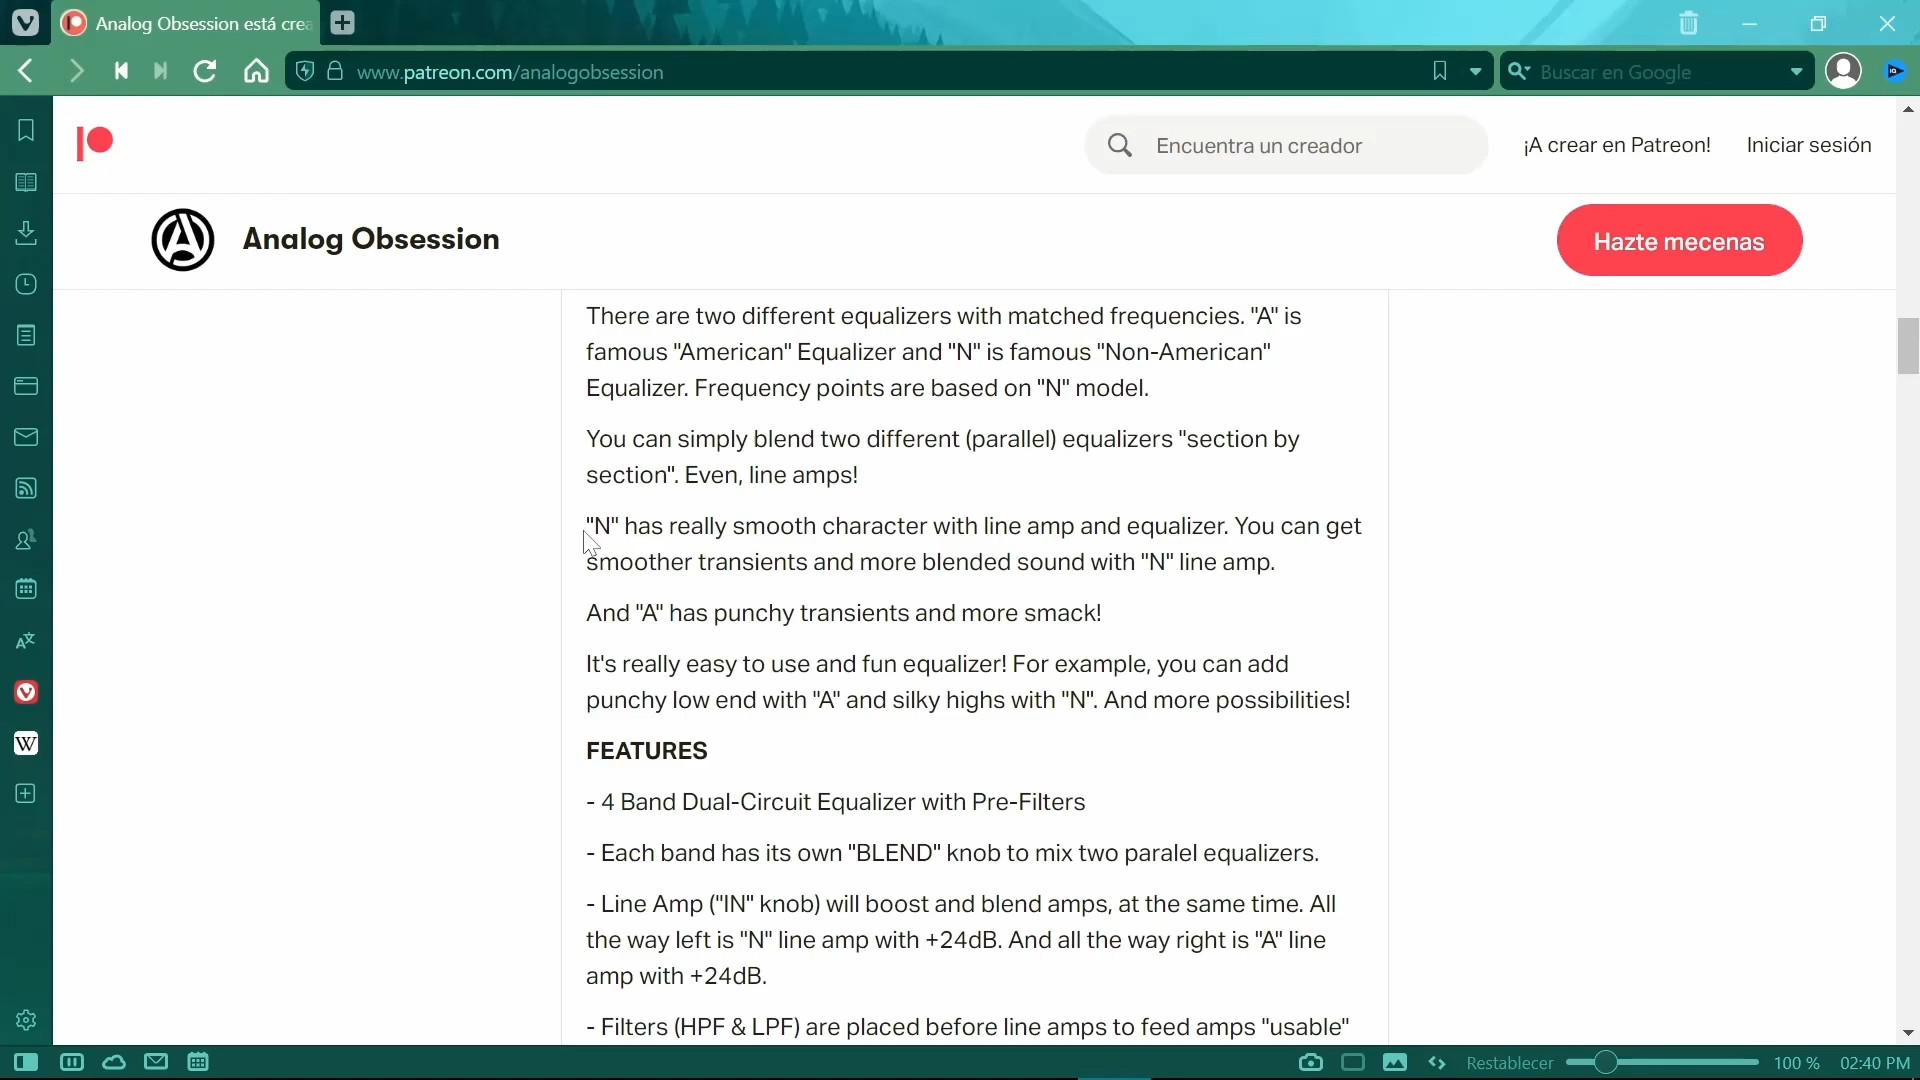 Analog Obsession está crea
www.patreon.com/analogobsession
Buscar en Google
Encuentra un creador
¡A crear en Patreon!
Iniciar sesión
Analog Obsession
Hazte mecenas
There are two different equalizers with matched frequencies. "A" is
famous "American" Equalizer and "N" is famous "Non-American"
Equalizer. Frequency points are based on "N" model.
You can simply blend two different (parallel) equalizers "section by
section". Even, line amps!
"N" has really smooth character with line amp and equalizer. You can get
smoother transients and more blended sound with "N" line amp.
And "A" has punchy transients and more smack!
It's really easy to use and fun equalizer! For example, you can add
punchy low end with "A" and silky highs with "N". And more possibilities!
FEATURES
- 4 Band Dual-Circuit Equalizer with Pre-Filters
- Each band has its own "BLEND" knob to mix two paralel equalizers.
- Line Amp ("IN" knob) will boost and blend amps, at the same time. All
the way left is "N" line amp with +24dB. And all the way right is "A" line
amp with +24dB.
- Filters (HPF & LPF) are placed before line amps to feed amps "usable"
W
Restablecer
100 %
02:40 PM